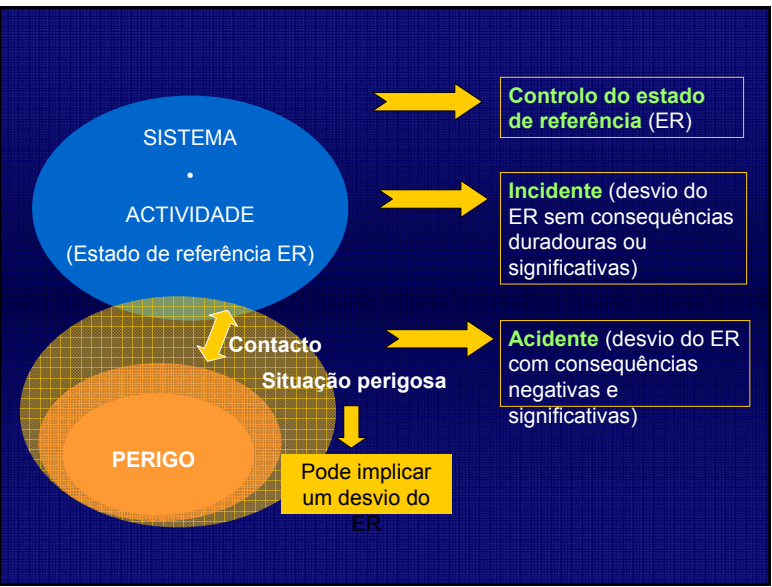 SISTEMA
•
ACTIVIDADE
(Estado de referência ER)
Contacto
Situação perigosa
PERIGO
Pode implicar
um desvio do
ER
Controlo do estado
de referência (ER)
Incidente (desvio do
ER sem consequências
duradouras ou
significativas)
Acidente (desvio do ER
com consequências
negativas e
significativas)